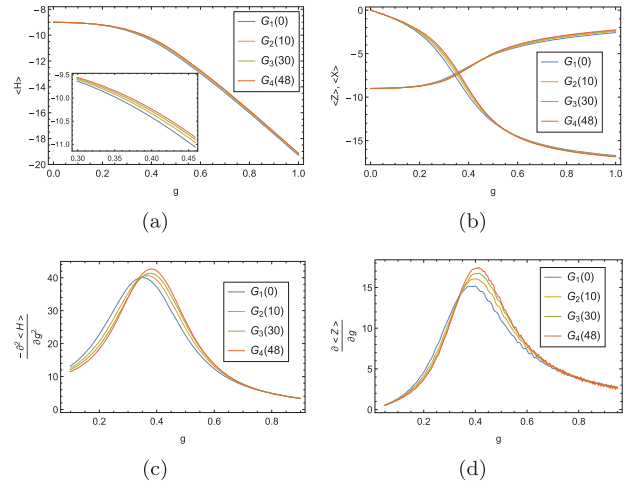 -8
-10
-12
-14
-16
-18
-20
<H>
0.0 0.2 0.4 0.6 0.8 1.0
g
G1(0)
G2(10)
G3(30)
G4(48)
-9.5
-10.0
-10.5
-11.0
0.30 0.35 0.40 0.45
(a)
0
-5
-10
-15
<Z>, <X>
0.0 0.2 0.4 0.6 0.8 1.0
g
G1(0)
G2(10)
G3(30)
G4(48)
(b)
40
30
20
10
0
-∂² <H>
∂g²
0.2 0.4 0.6 0.8
g
G1(0)
G2(10)
G3(30)
G4(48)
(c)
15
10
5
0
∂ <Z>
∂g
0.0 0.2 0.4 0.6 0.8 1.0
g
G1(0)
G2(10)
G3(30)
G4(48)
(d)